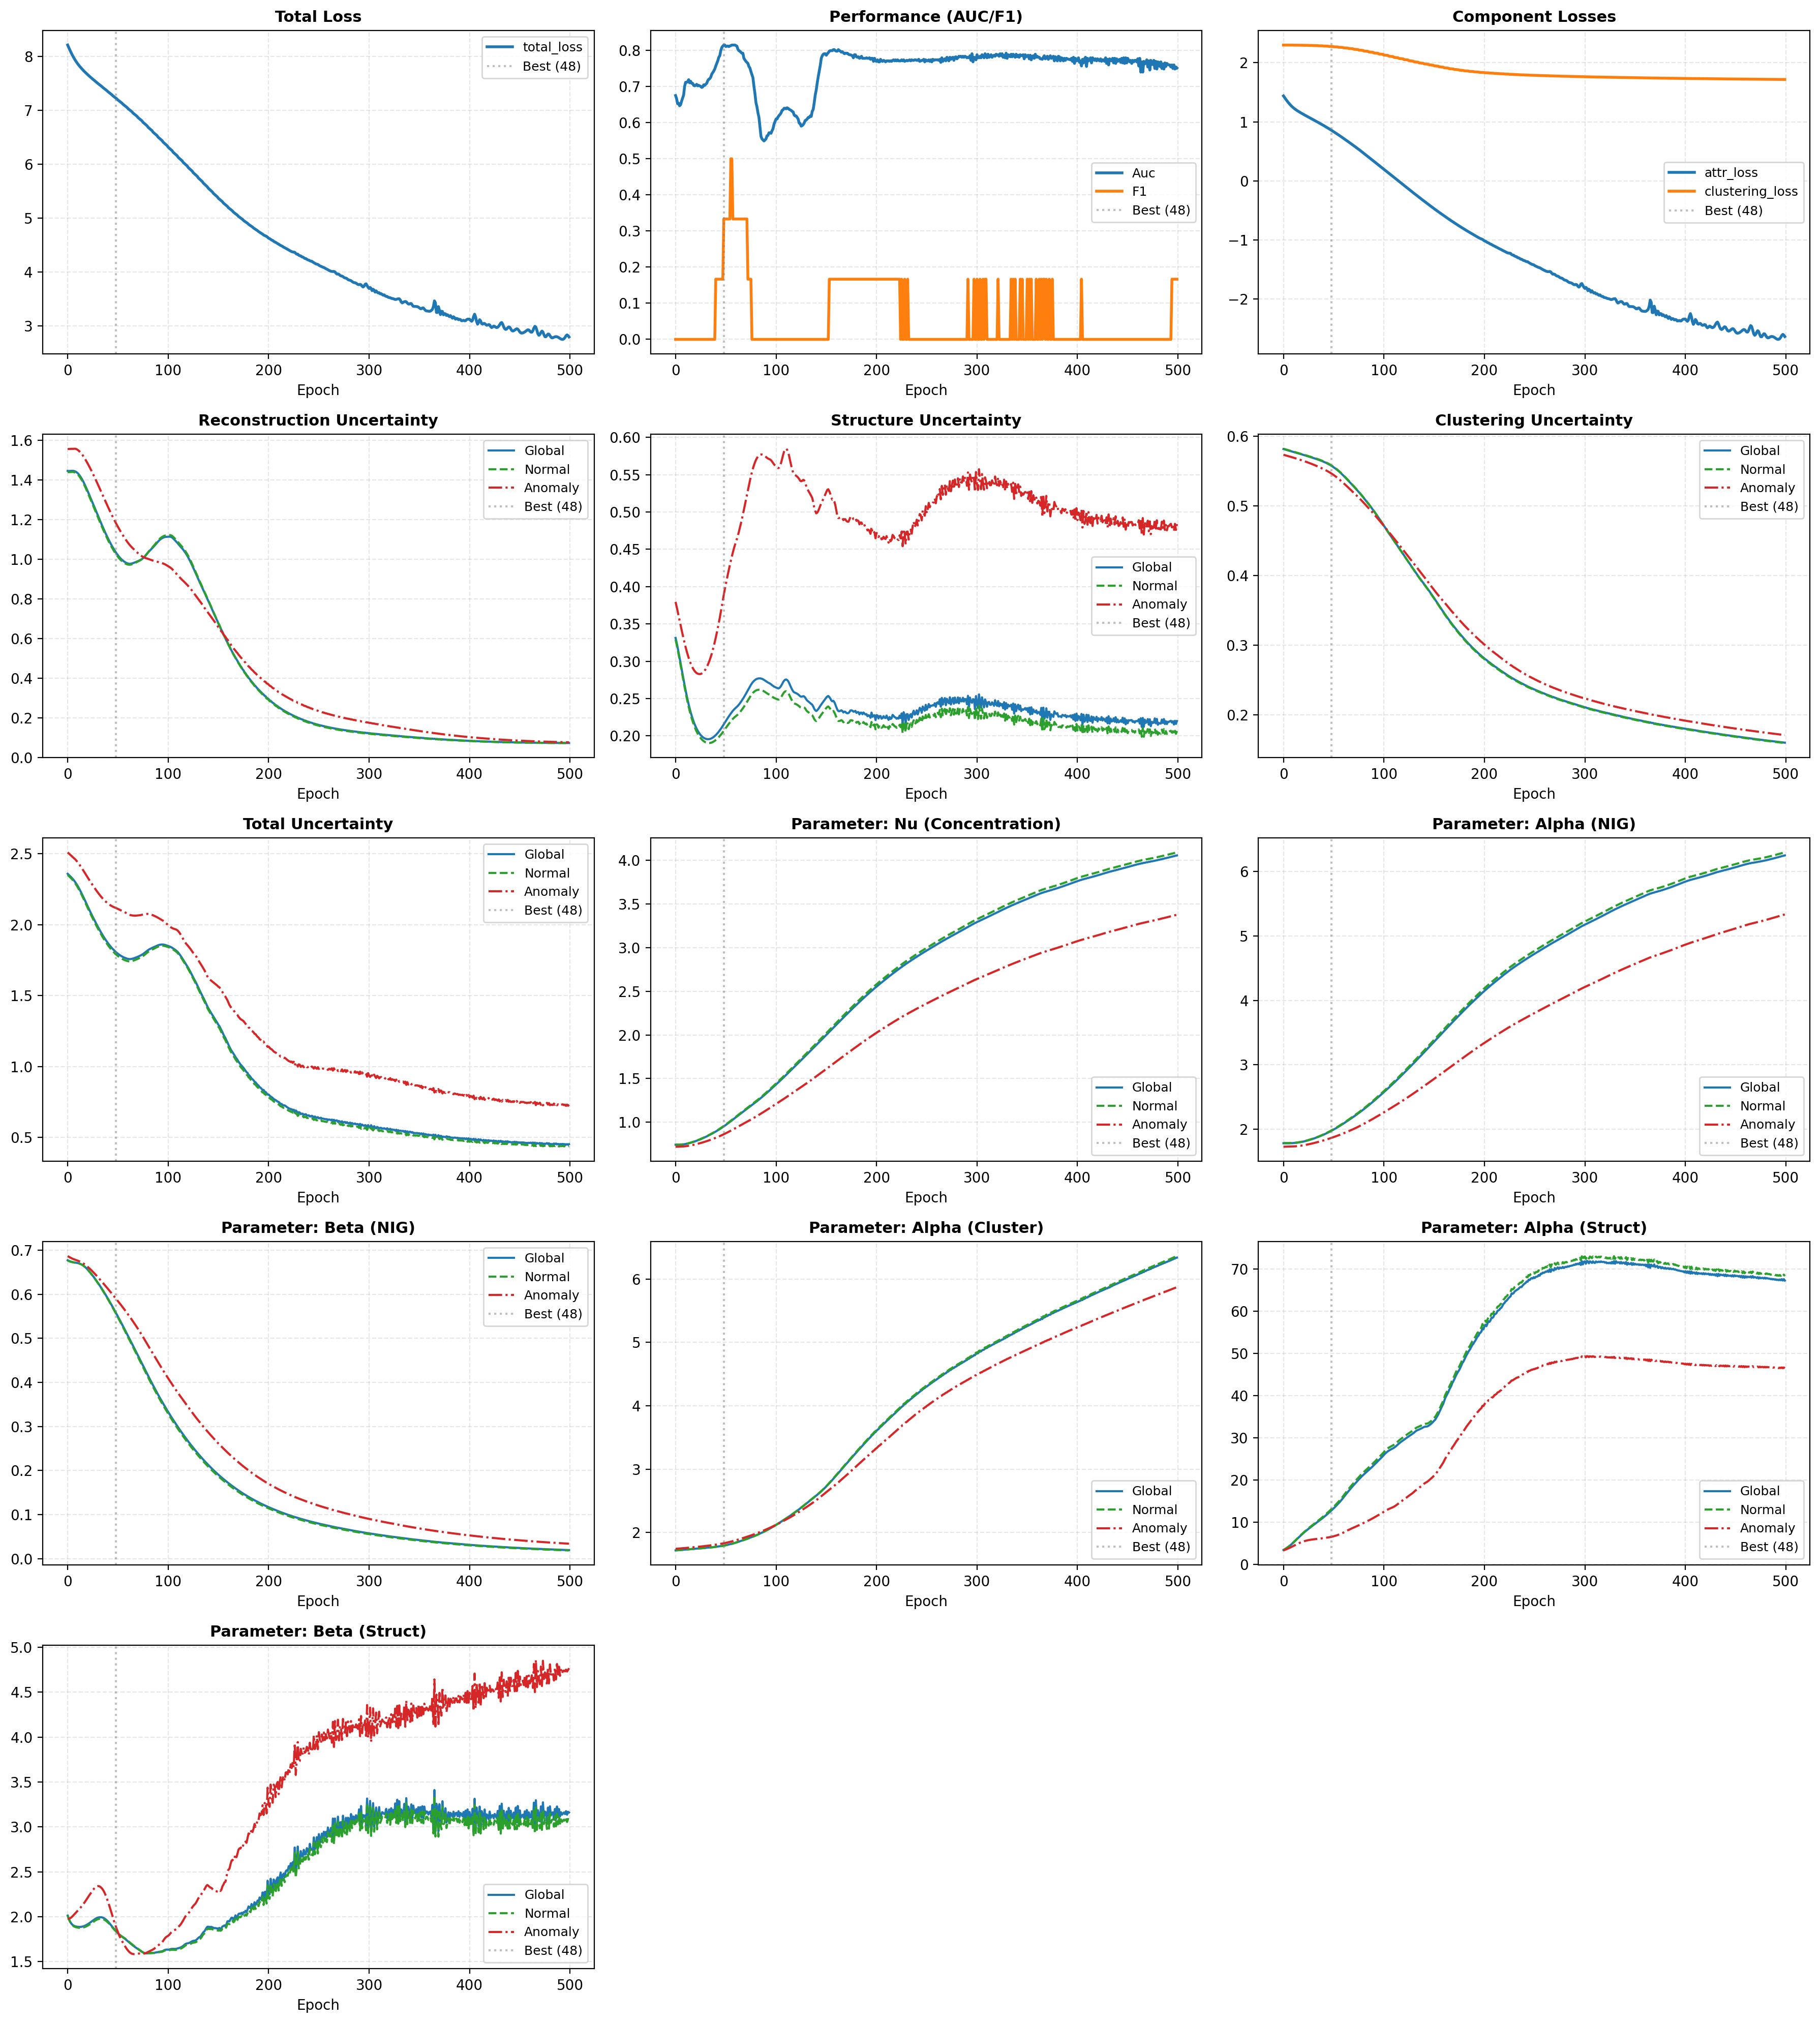 Total Loss
8
7
6
5
4
3
total_loss
Best (48)
0
100
200
300
400
500
Epoch
Performance (AUC/F1)
0.8
0.7
0.6
0.5
0.4
0.3
0.2
0.1
0.0
Auc
F1
Best (48)
0
100
200
300
400
500
Epoch
Component Losses
2
1
0
−1
−2
attr_loss
clustering_loss
Best (48)
0
100
200
300
400
500
Epoch
Reconstruction Uncertainty
1.6
1.4
1.2
1.0
0.8
0.6
0.4
0.2
0.0
Global
Normal
Anomaly
Best (48)
0
100
200
300
400
500
Epoch
Structure Uncertainty
0.60
0.55
0.50
0.45
0.40
0.35
0.30
0.25
0.20
Global
Normal
Anomaly
Best (48)
0
100
200
300
400
500
Epoch
Clustering Uncertainty
0.6
0.5
0.4
0.3
0.2
Global
Normal
Anomaly
Best (48)
0
100
200
300
400
500
Epoch
Total Uncertainty
2.5
2.0
1.5
1.0
0.5
Global
Normal
Anomaly
Best (48)
0
100
200
300
400
500
Epoch
Parameter: Nu (Concentration)
4.0
3.5
3.0
2.5
2.0
1.5
1.0
Global
Normal
Anomaly
Best (48)
0
100
200
300
400
500
Epoch
Parameter: Alpha (NIG)
6
5
4
3
2
Global
Normal
Anomaly
Best (48)
0
100
200
300
400
500
Epoch
Parameter: Beta (NIG)
0.7
0.6
0.5
0.4
0.3
0.2
0.1
0.0
Global
Normal
Anomaly
Best (48)
0
100
200
300
400
500
Epoch
Parameter: Alpha (Cluster)
6
5
4
3
2
Global
Normal
Anomaly
Best (48)
0
100
200
300
400
500
Epoch
Parameter: Alpha (Struct)
70
60
50
40
30
20
10
0
Global
Normal
Anomaly
Best (48)
0
100
200
300
400
500
Epoch
Parameter: Beta (Struct)
5.0
4.5
4.0
3.5
3.0
2.5
2.0
1.5
Global
Normal
Anomaly
Best (48)
0
100
200
300
400
500
Epoch